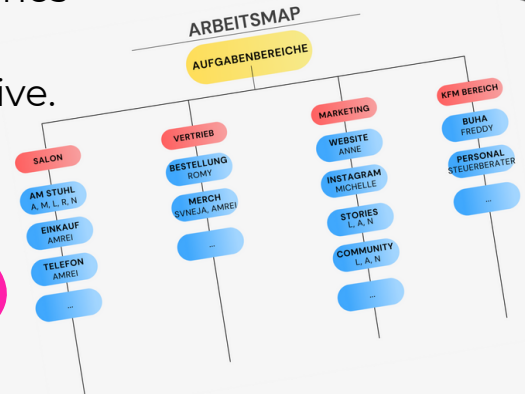 ive.
ARBEITSMAP
AUFGABENBEREICHE
SALON
AM STUHL
A, M, L, R, N
EINKAUF
AMREI
TELEFON
AMREI
...
VERTRIEB
BESTELLUNG
ROMY
MERCH
SVNEJA, AMREI
...
MARKETING
WEBSITE
ANNE
INSTAGRAM
MICHELLE
STORIES
L, A, N
COMMUNITY
L, A, N
...
KFM BEREICH
BUHA
FREDDY
PERSONAL
STEUERBERATER
...